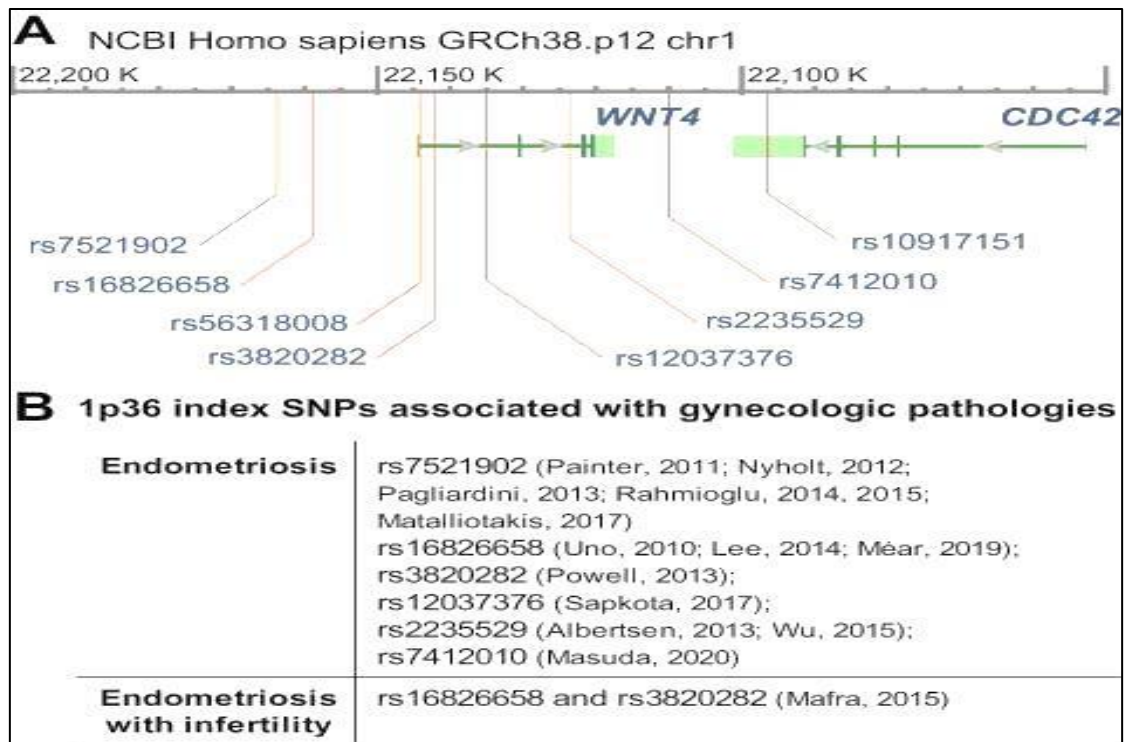 A NCBI Homo sapiens GRCh38.p12 chr1
22,200 K 22,150 K 22,100 K
WNT4 CDC42
rs7521902
rs16826658
rs56318008
rs3820282
rs10917151
rs7412010
rs2235529
rs12037376
B 1p36 index SNPs associated with gynecologic pathologies
Endometriosis
rs7521902 (Painter, 2011; Nyholt, 2012;
Pagliardini, 2013; Rahmioglu, 2014, 2015;
Matalliotakis, 2017)
rs16826658 (Uno, 2010; Lee, 2014; Méar, 2019);
rs3820282 (Powell, 2013);
rs12037376 (Sapkota, 2017);
rs2235529 (Albertsen, 2013; Wu, 2015);
rs7412010 (Masuda, 2020)
Endometriosis
with infertility
rs16826658 and rs3820282 (Mafra, 2015)